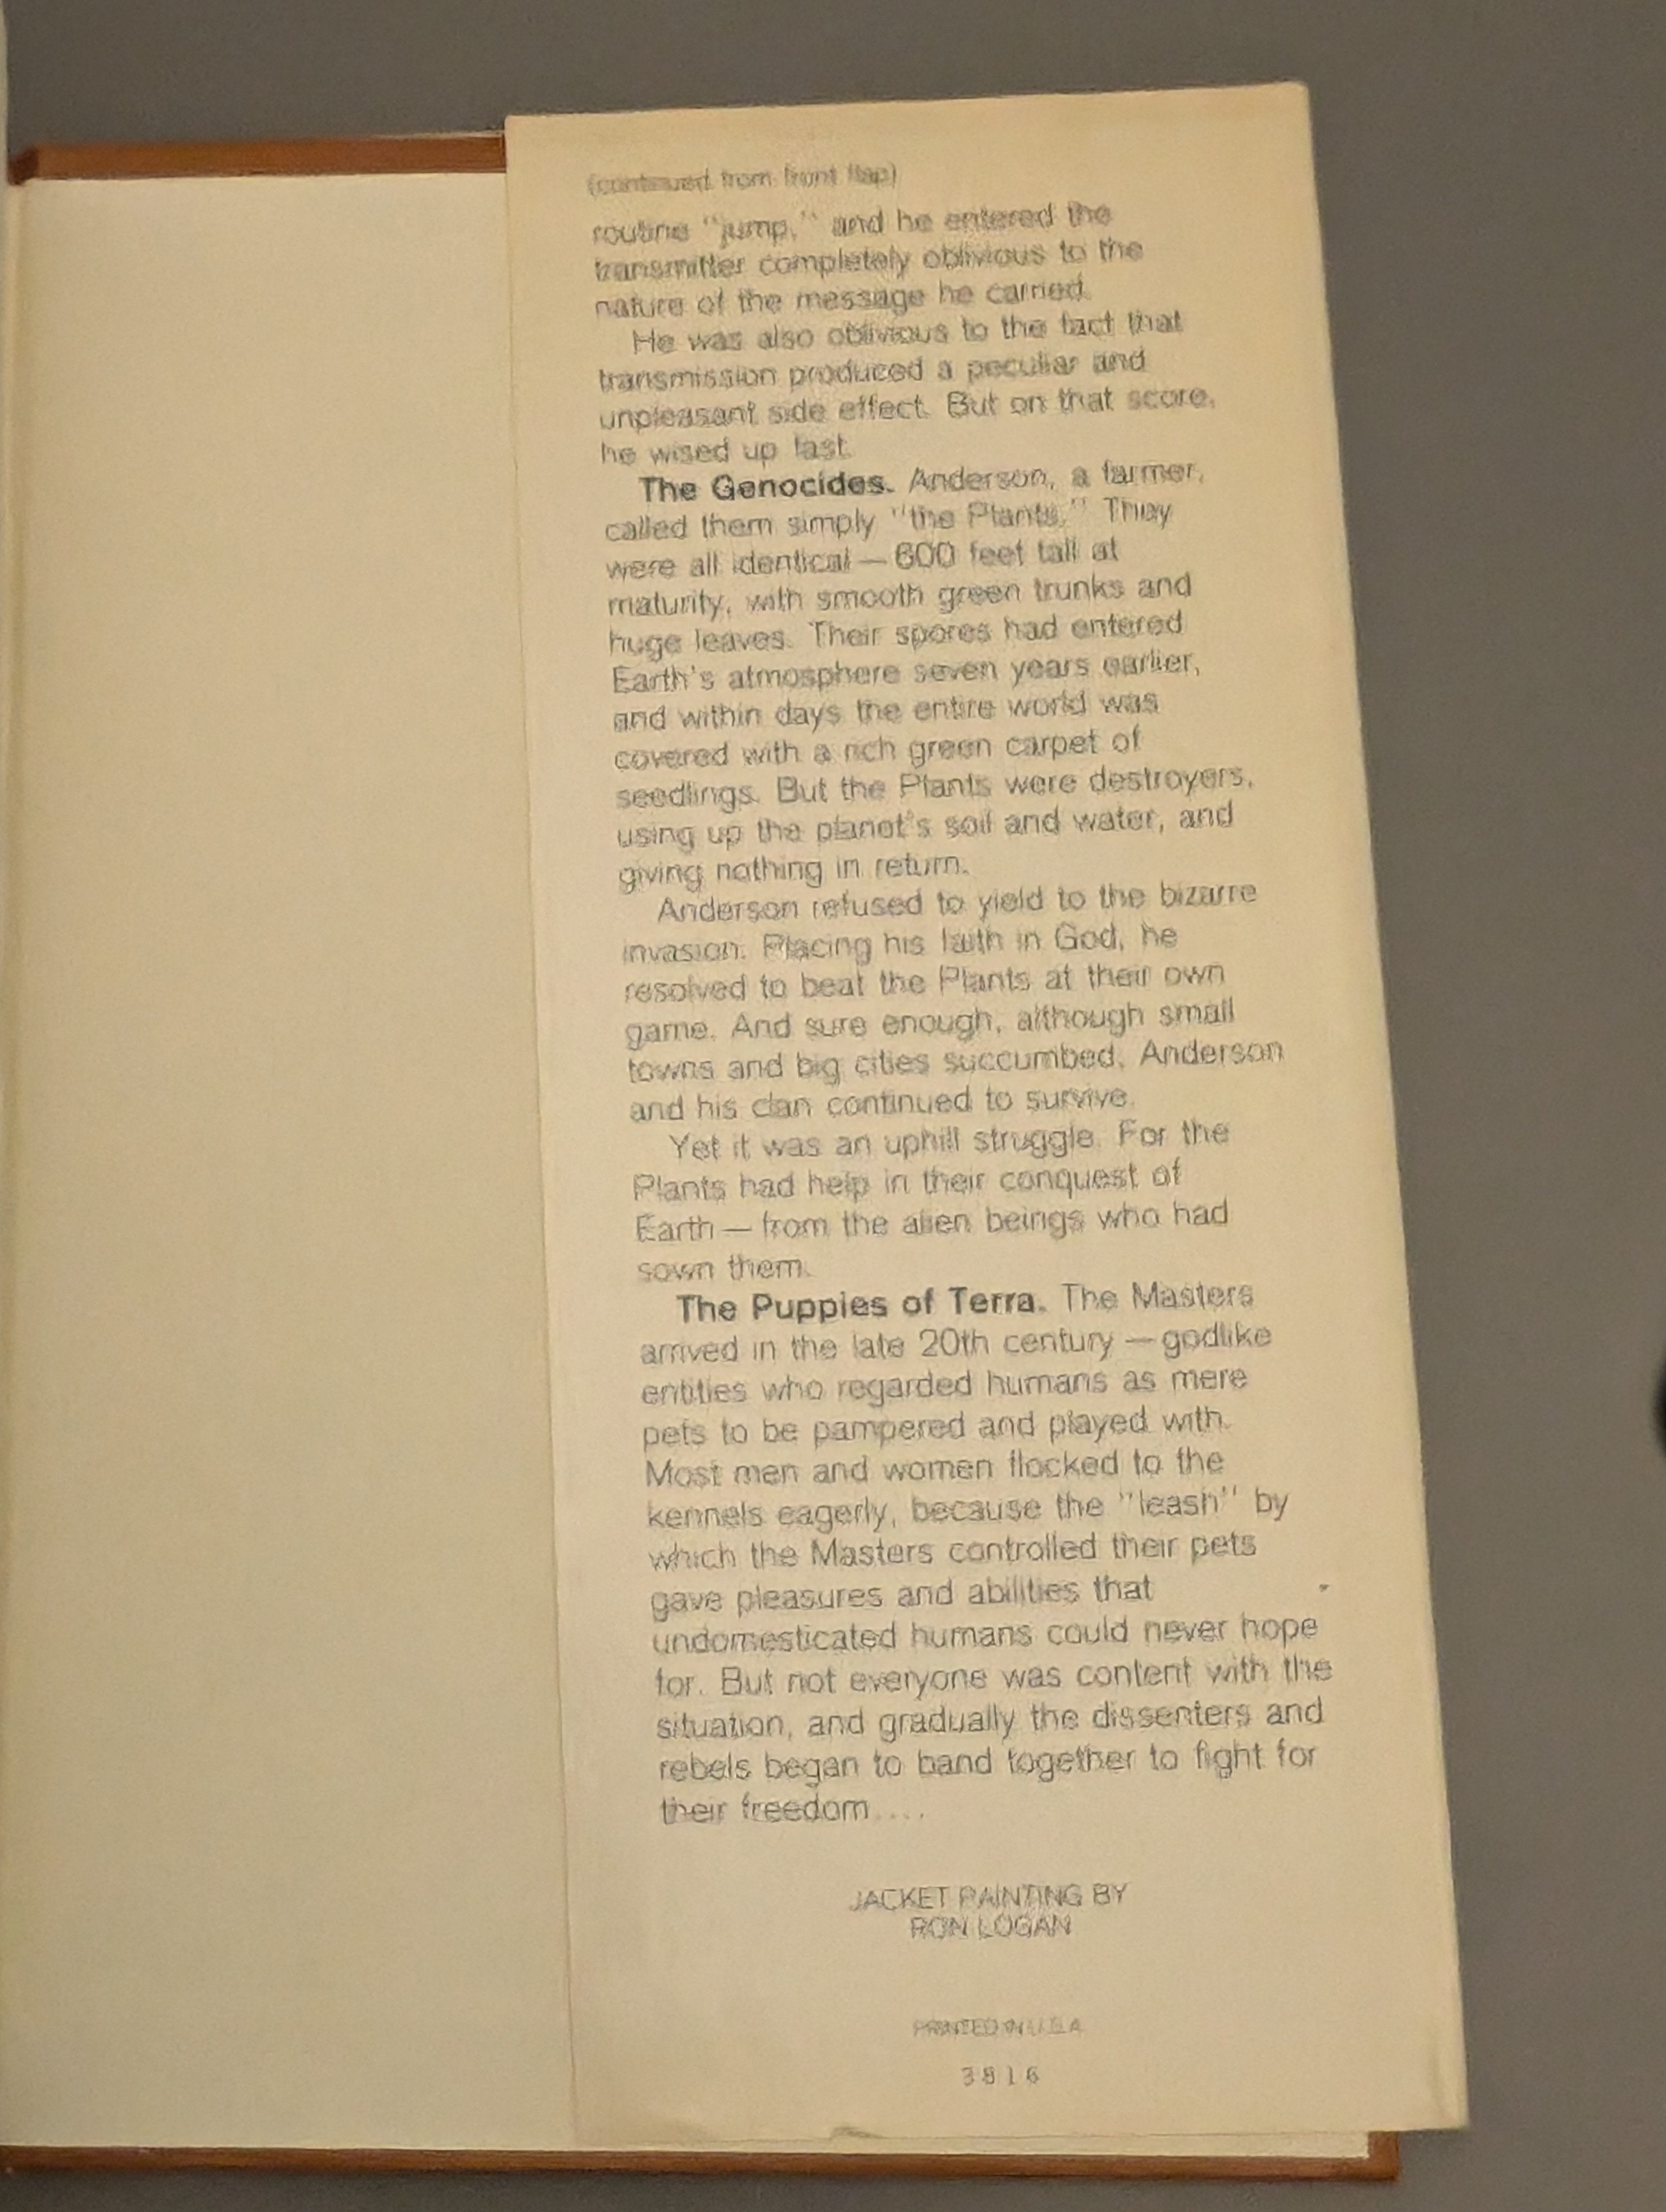 (continued from front flap)
routine "jump," and he entered the
transmitter completely oblivious to the
nature of the message he carried.
He was also oblivious to the fact that
transmission produced a peculiar and
unpleasant side effect. But on that score,
he wised up last.
The Genocides. Anderson, a farmer,
called them simply "the Plants." They
were all identical — 600 feet tall at
maturity, with smooth green trunks and
huge leaves. Their spores had entered
Earth's atmosphere seven years earlier,
and within days the entire world was
covered with a rich green carpet of
seedlings. But the Plants were destroyers,
using up the planet's soil and water, and
giving nothing in return.
Anderson refused to yield to the bizarre
invasion. Placing his faith in God, he
resolved to beat the Plants at their own
game. And sure enough, although small
towns and big cities succumbed, Anderson
and his clan continued to survive.
Yet it was an uphill struggle. For the
Plants had help in their conquest of
Earth — from the alien beings who had
sown them.
The Puppies of Terra. The Masters
arrived in the late 20th century — godlike
entities who regarded humans as mere
pets to be pampered and played with.
Most men and women flocked to the
kennels eagerly, because the "leash" by
which the Masters controlled their pets
gave pleasures and abilities that
undomesticated humans could never hope
for. But not everyone was content with the
situation, and gradually the dissenters and
rebels began to band together to fight for
their freedom....
JACKET PAINTING BY
RON LOGAN
PRINTED IN U.S.A.
3816